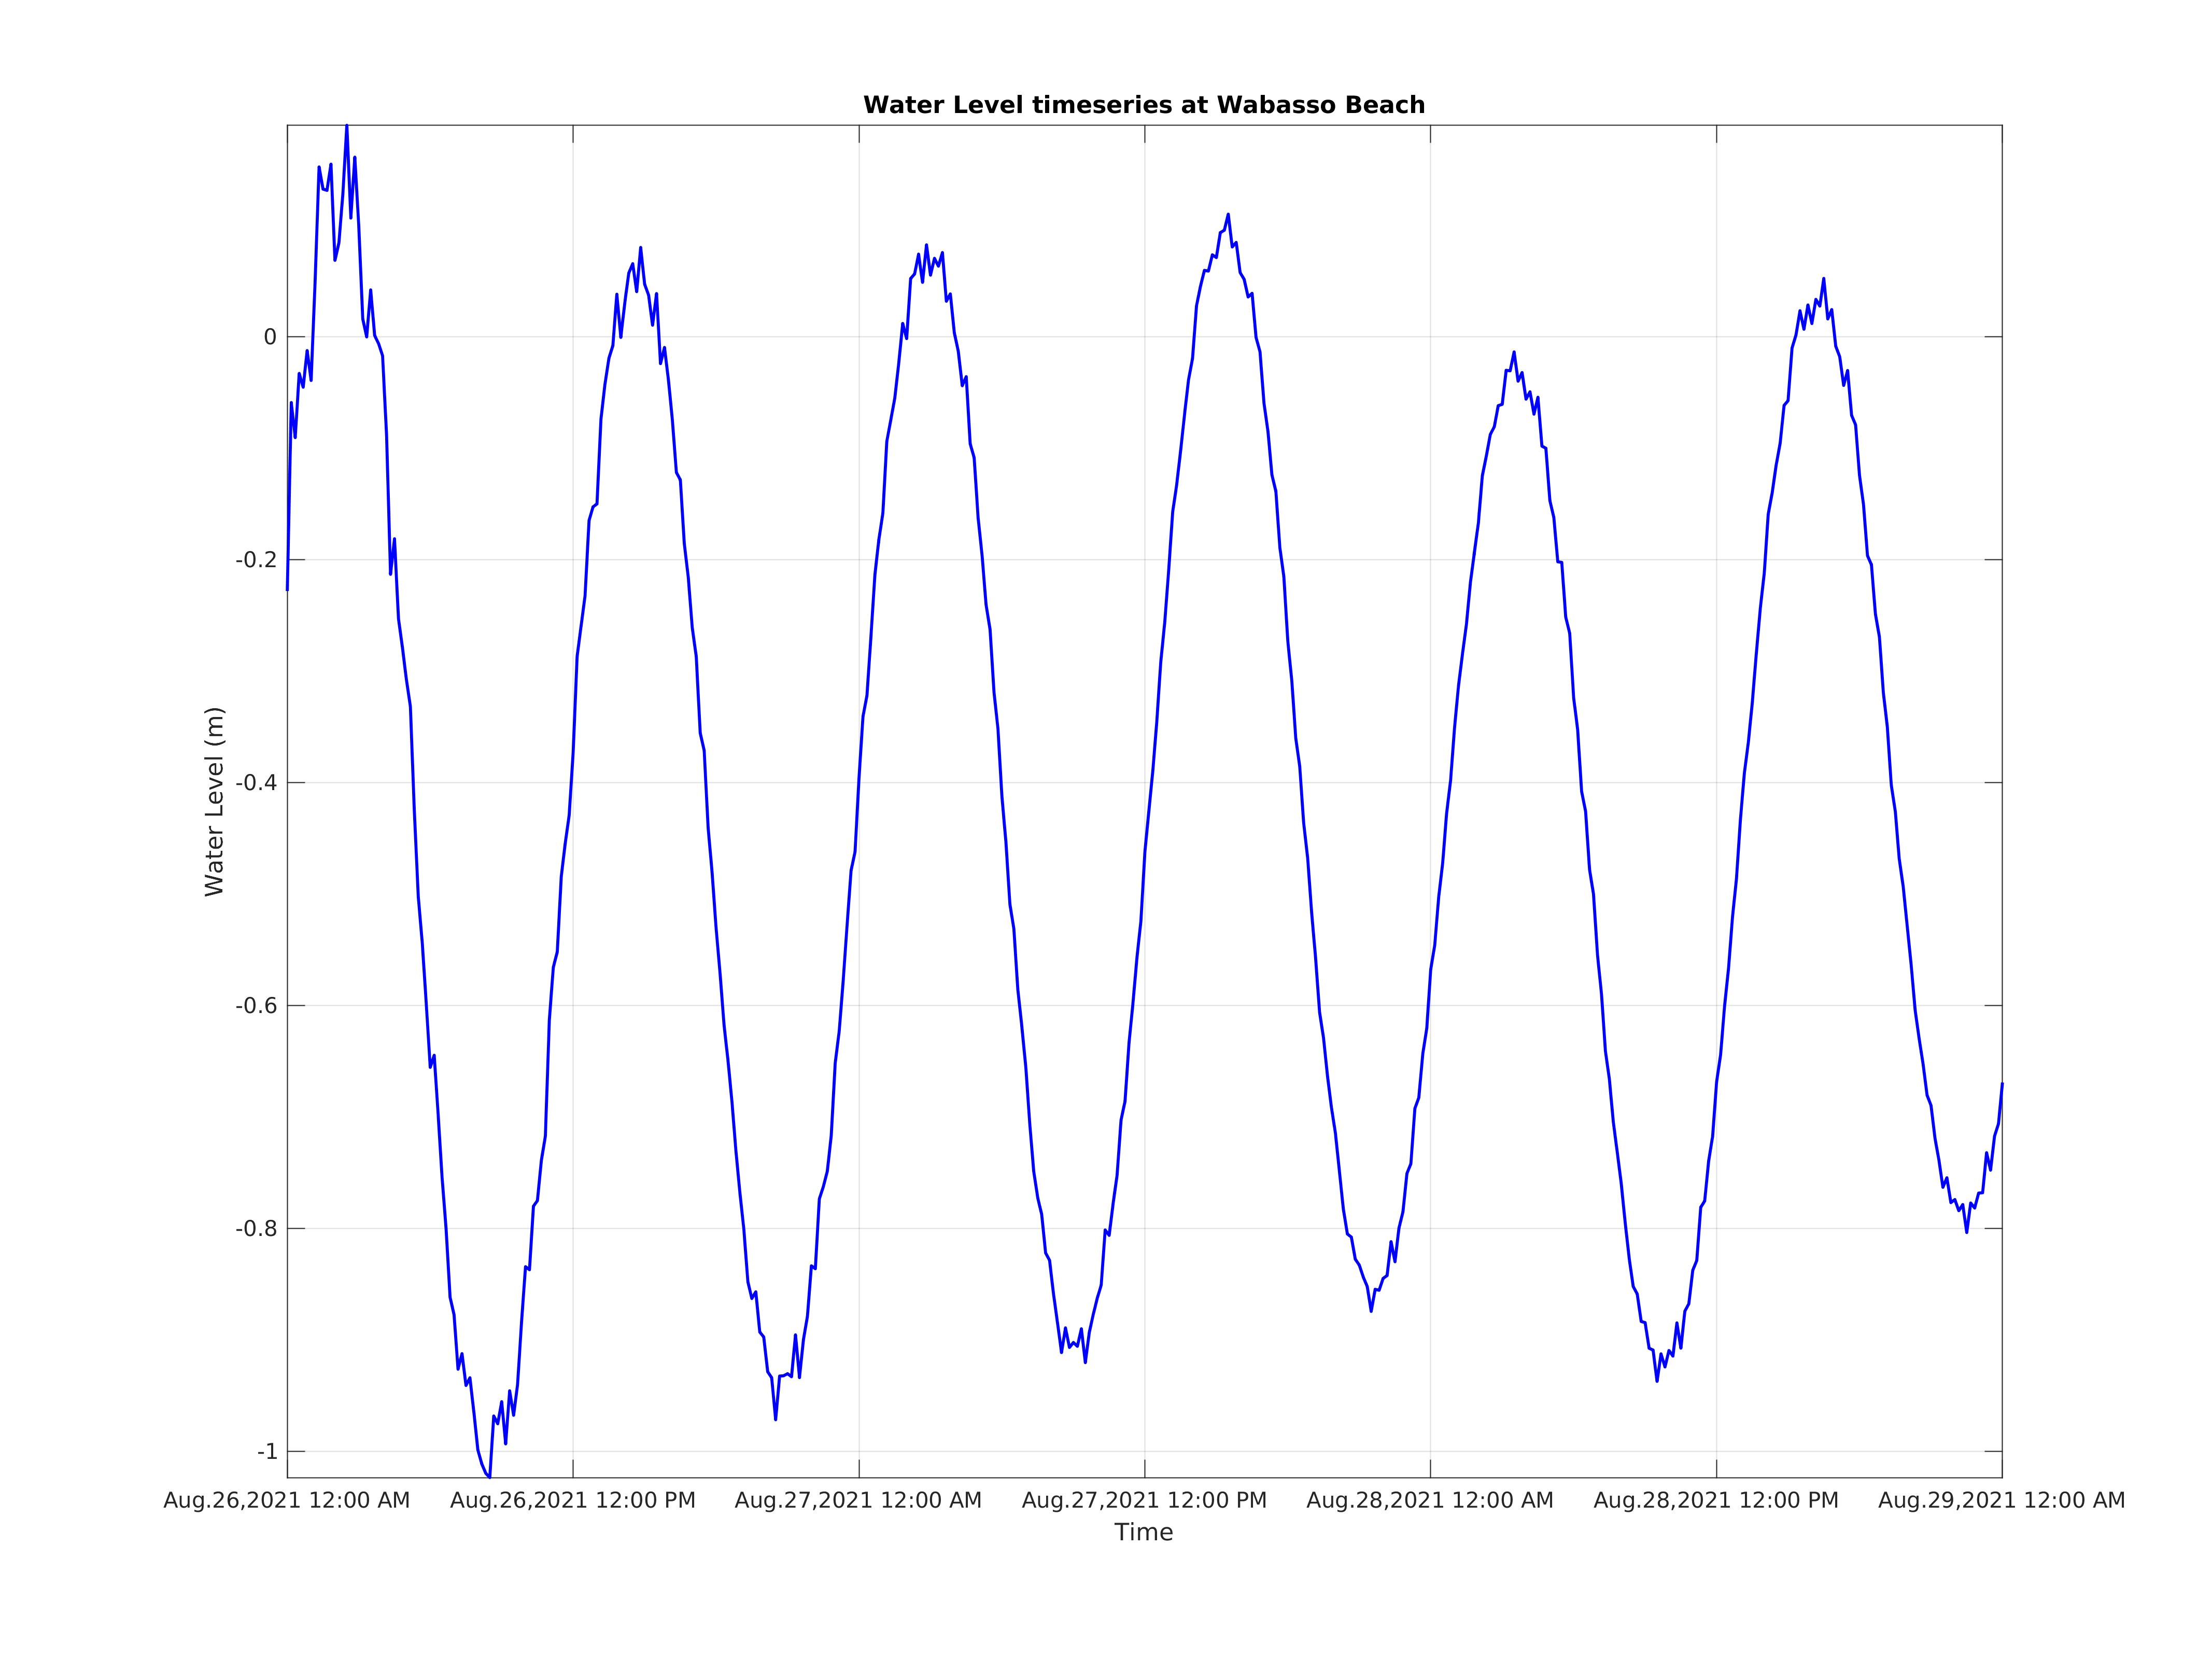 Water Level timeseries at Wabasso Beach
0
-0.2
-0.4
-0.6
-0.8
-1
Water Level (m)
Aug.26,2021 12:00 AM
Aug.26,2021 12:00 PM
Aug.27,2021 12:00 AM
Aug.27,2021 12:00 PM
Aug.28,2021 12:00 AM
Aug.28,2021 12:00 PM
Aug.29,2021 12:00 AM
Time